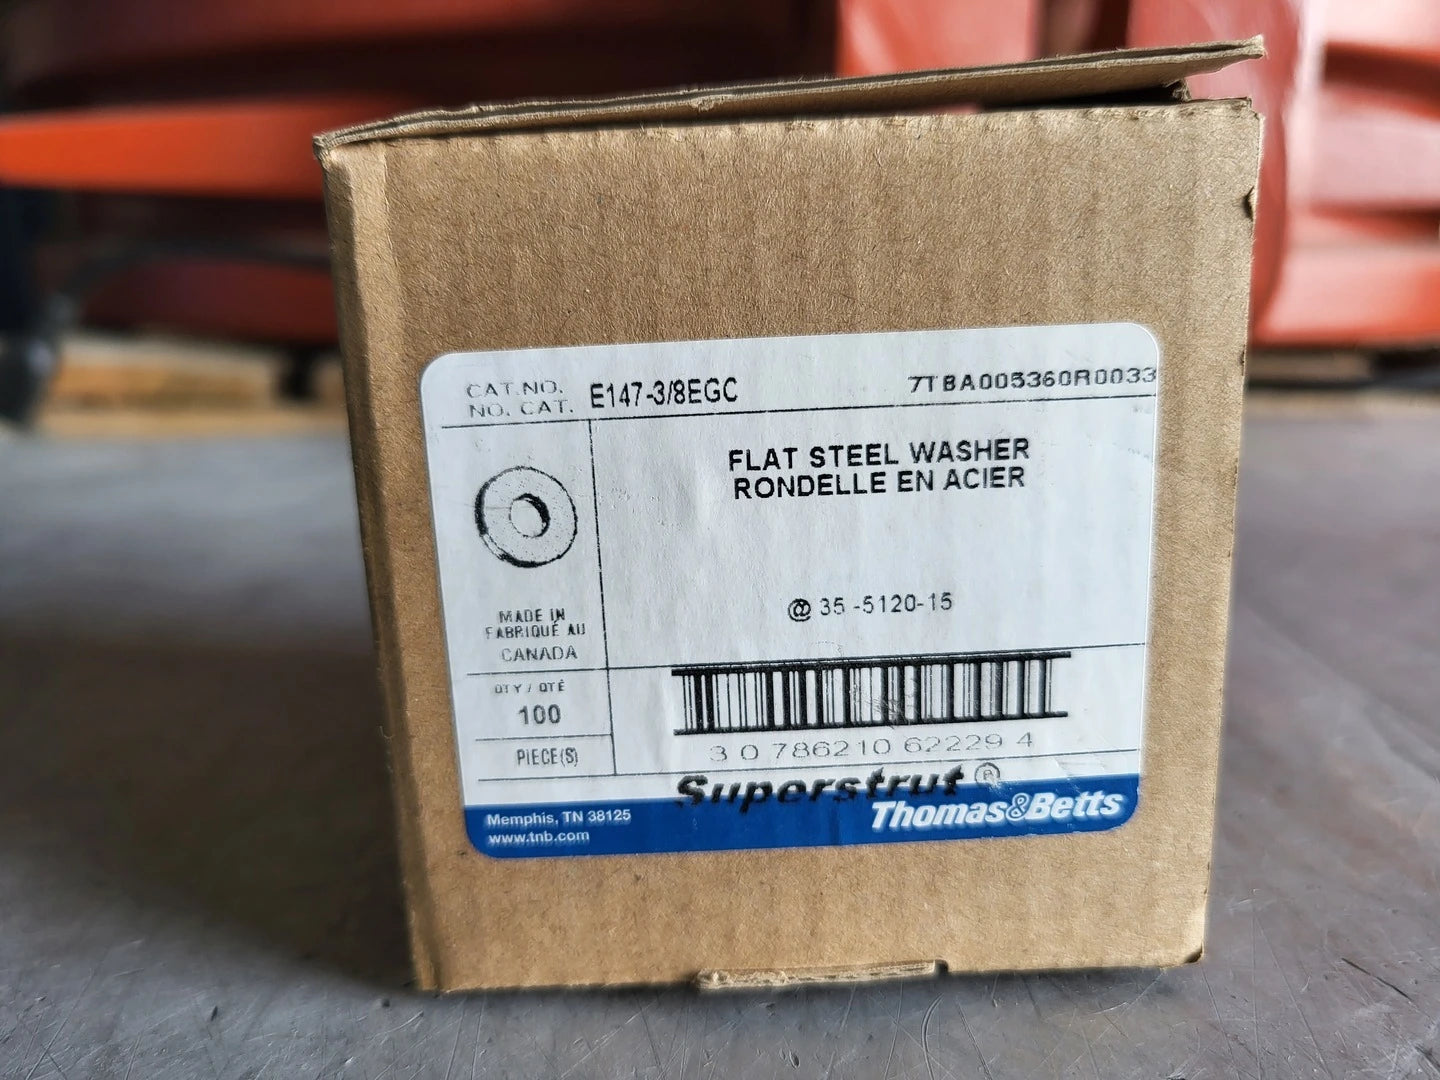 CAT.NO.
NO. CAT.
E147-3/8EGC
7TBA005360R0033
FLAT STEEL WASHER
RONDELLE EN ACIER
@ 35 -5120-15
MADE IN
FABRIQUÉ AU
CANADA
QTY / QTÉ
100
PIECE(S)
3 0 786210 62229 4
Superstrut®
Thomas&Betts
Memphis, TN 38125
www.tnb.com